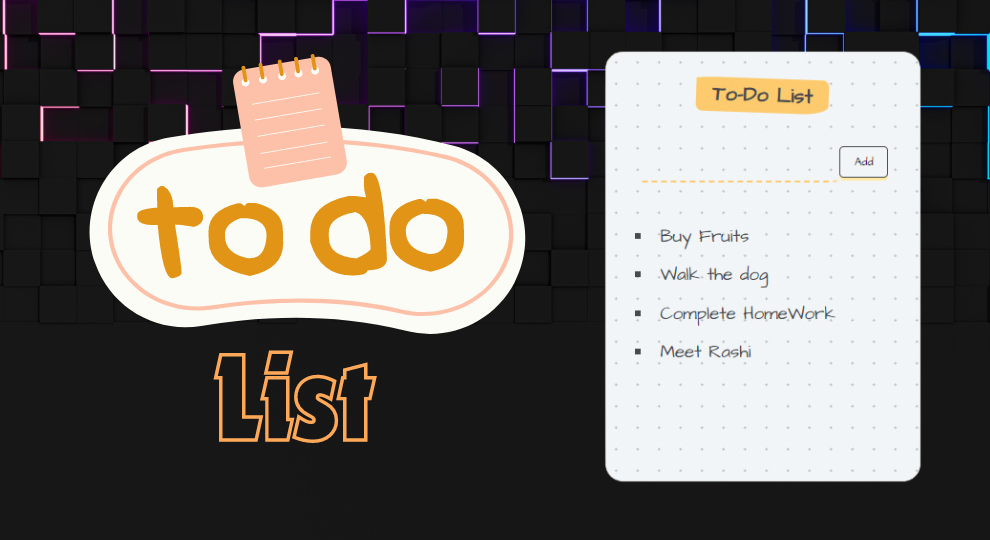 to do
List
To-Do List
Add
Buy Fruits
Walk the dog
Complete HomeWork
Meet Rashi